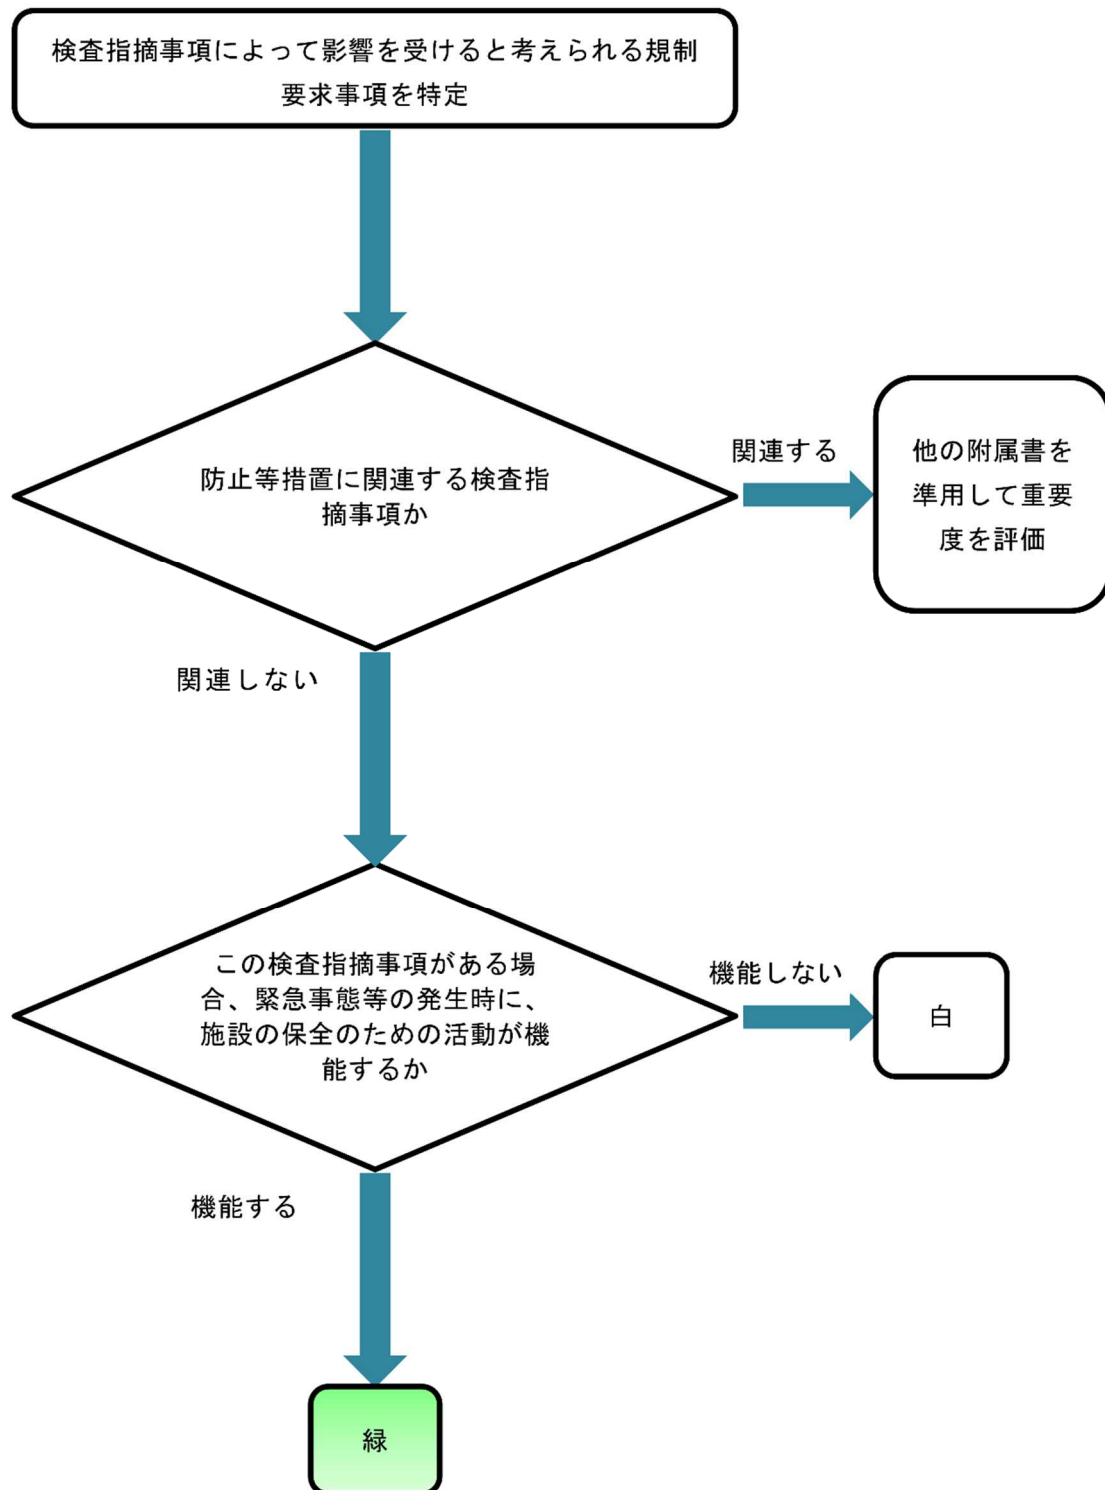 検査指摘事項によって影響を受けると考えられる規制
要求事項を特定
防止等措置に関連する検査指
摘事項か
関連する
他の附属書を
準用して重要
度を評価
関連しない
この検査指摘事項がある場
合、緊急事態等の発生時に、
施設の保全のための活動が機
能するか
機能しない
白
機能する
緑